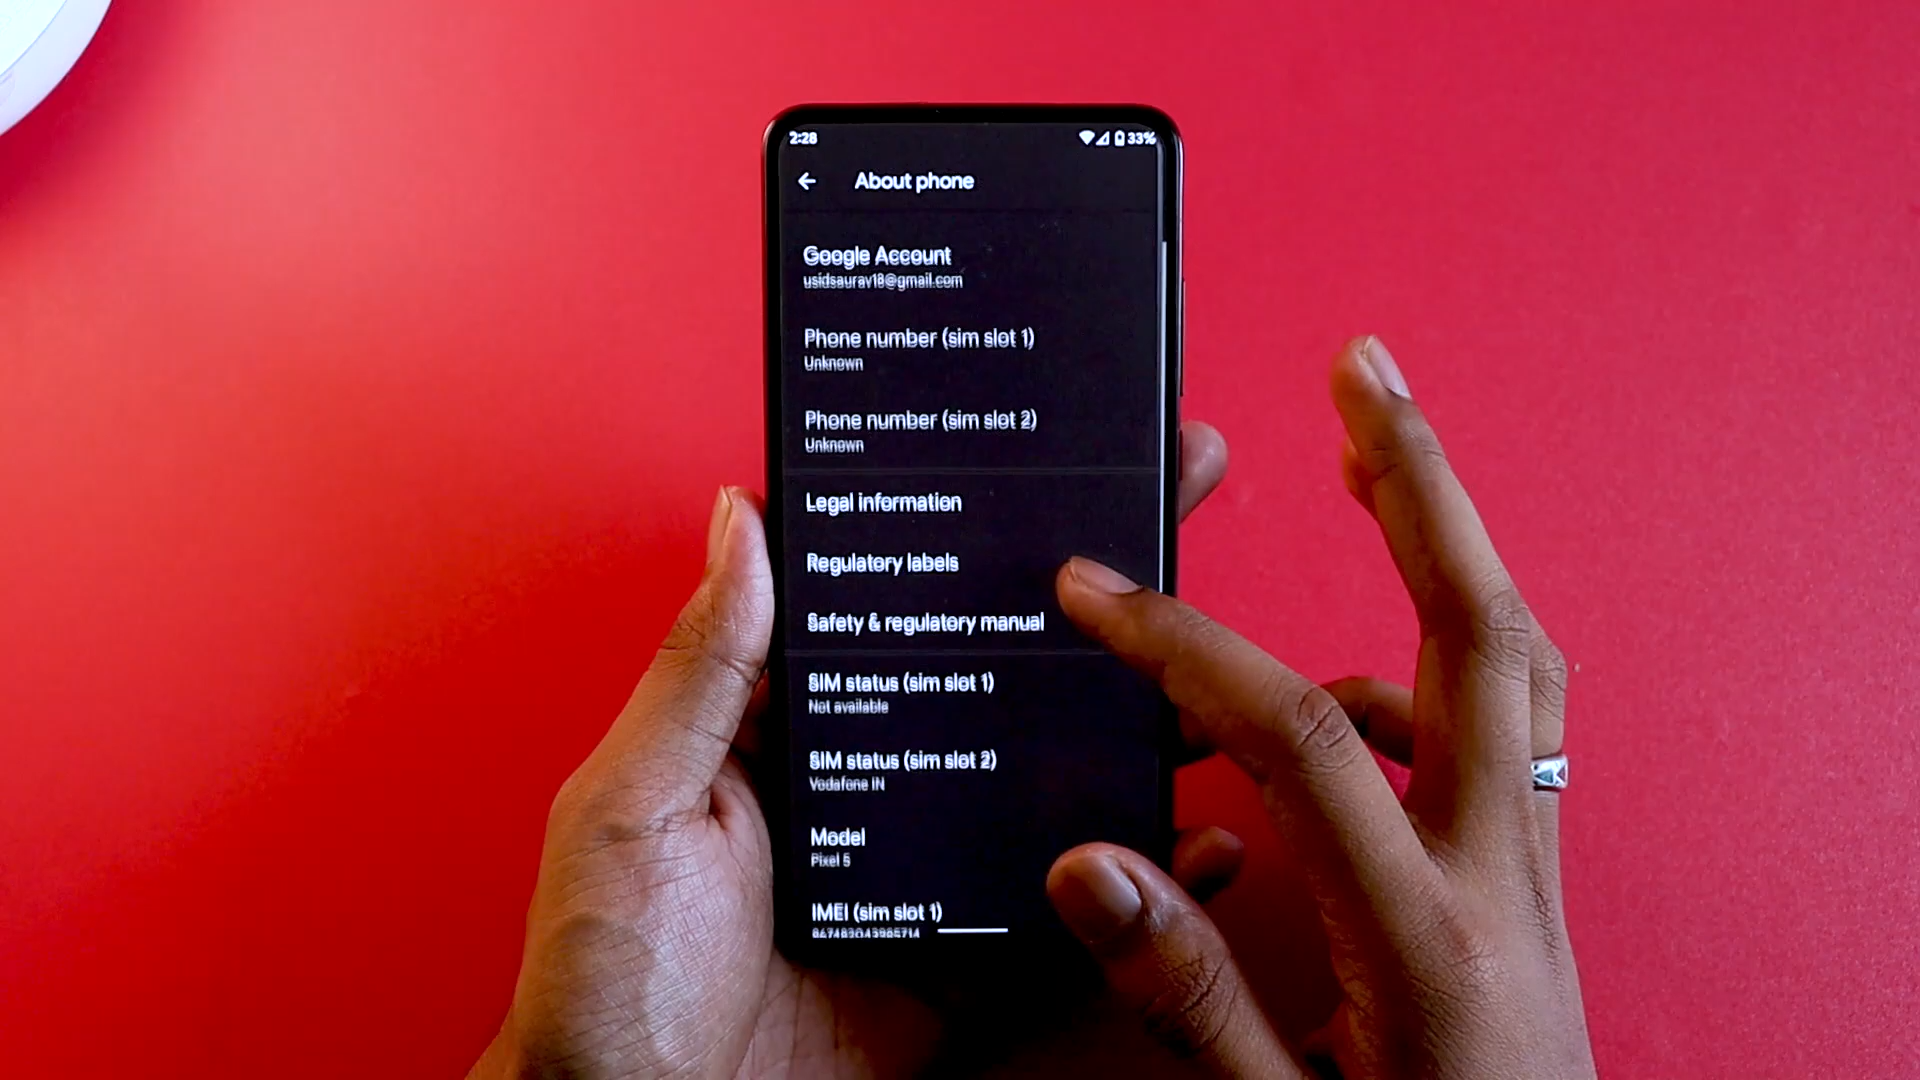 2:28
33%
About phone
Google Account
usidsaurav18@gmail.com
Phone number (sim slot 1)
Unknown
Phone number (sim slot 2)
Unknown
Legal information
Regulatory labels
Safety & regulatory manual
SIM status (sim slot 1)
Not available
SIM status (sim slot 2)
Vodafone IN
Model
Pixel 5
IMEI (sim slot 1)